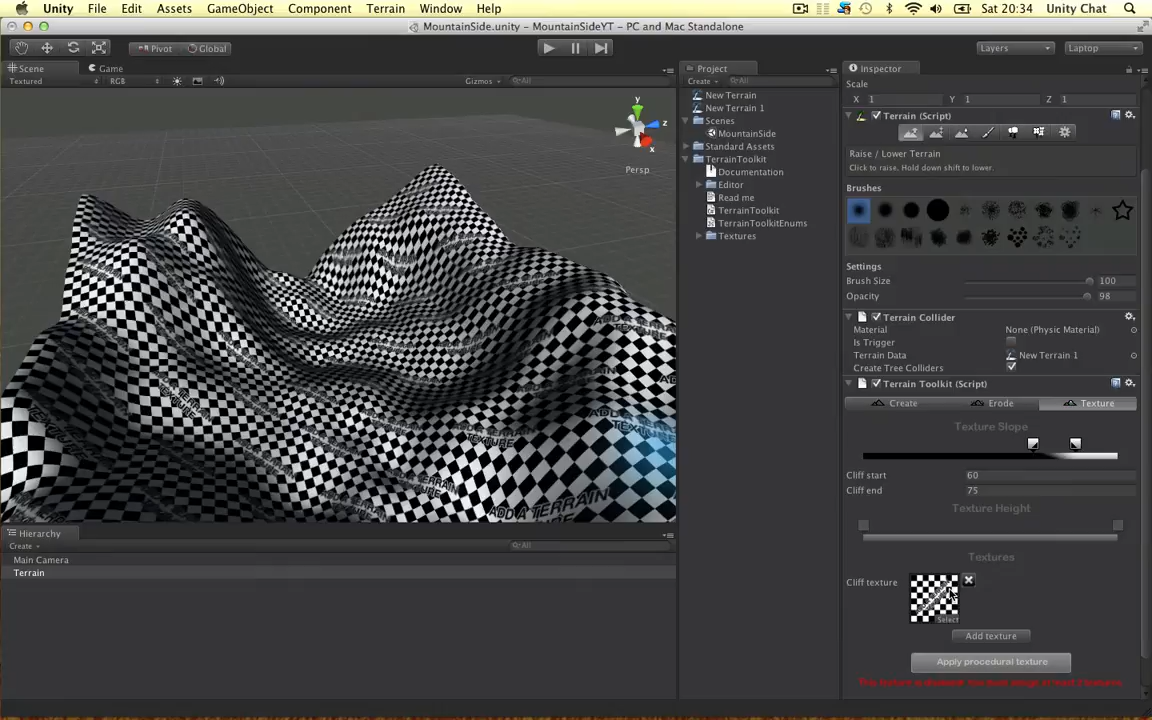 Unity File Edit Assets GameObject Component Terrain Window Help Sat 20:34 Unity Chat
MountainSide.unity - MountainSideYT - PC and Mac Standalone
Pivot Global Layers Laptop
Scene Game
Textured RGB Gizmos All
y
z
x
Persp
ADD A TERRAIN
TEXTURE
Hierarchy
Create All
Main Camera
Terrain
Project
Create All
New Terrain
New Terrain 1
Scenes
MountainSide
Standard Assets
TerrainToolkit
Documentation
Editor
Read me
TerrainToolkit
TerrainToolkitEnums
Textures
Inspector
Scale
X 1 Y 1 Z 1
Terrain (Script)
Raise / Lower Terrain
Click to raise. Hold down shift to lower.
Brushes
Settings
Brush Size 100
Opacity 98
Terrain Collider
Material None (Physic Material)
Is Trigger
Terrain Data New Terrain 1
Create Tree Colliders
Terrain Toolkit (Script)
Create Erode Texture
Texture Slope
Cliff start 60
Cliff end 75
Texture Height
Textures
Cliff texture
Select
Add texture
Apply procedural texture